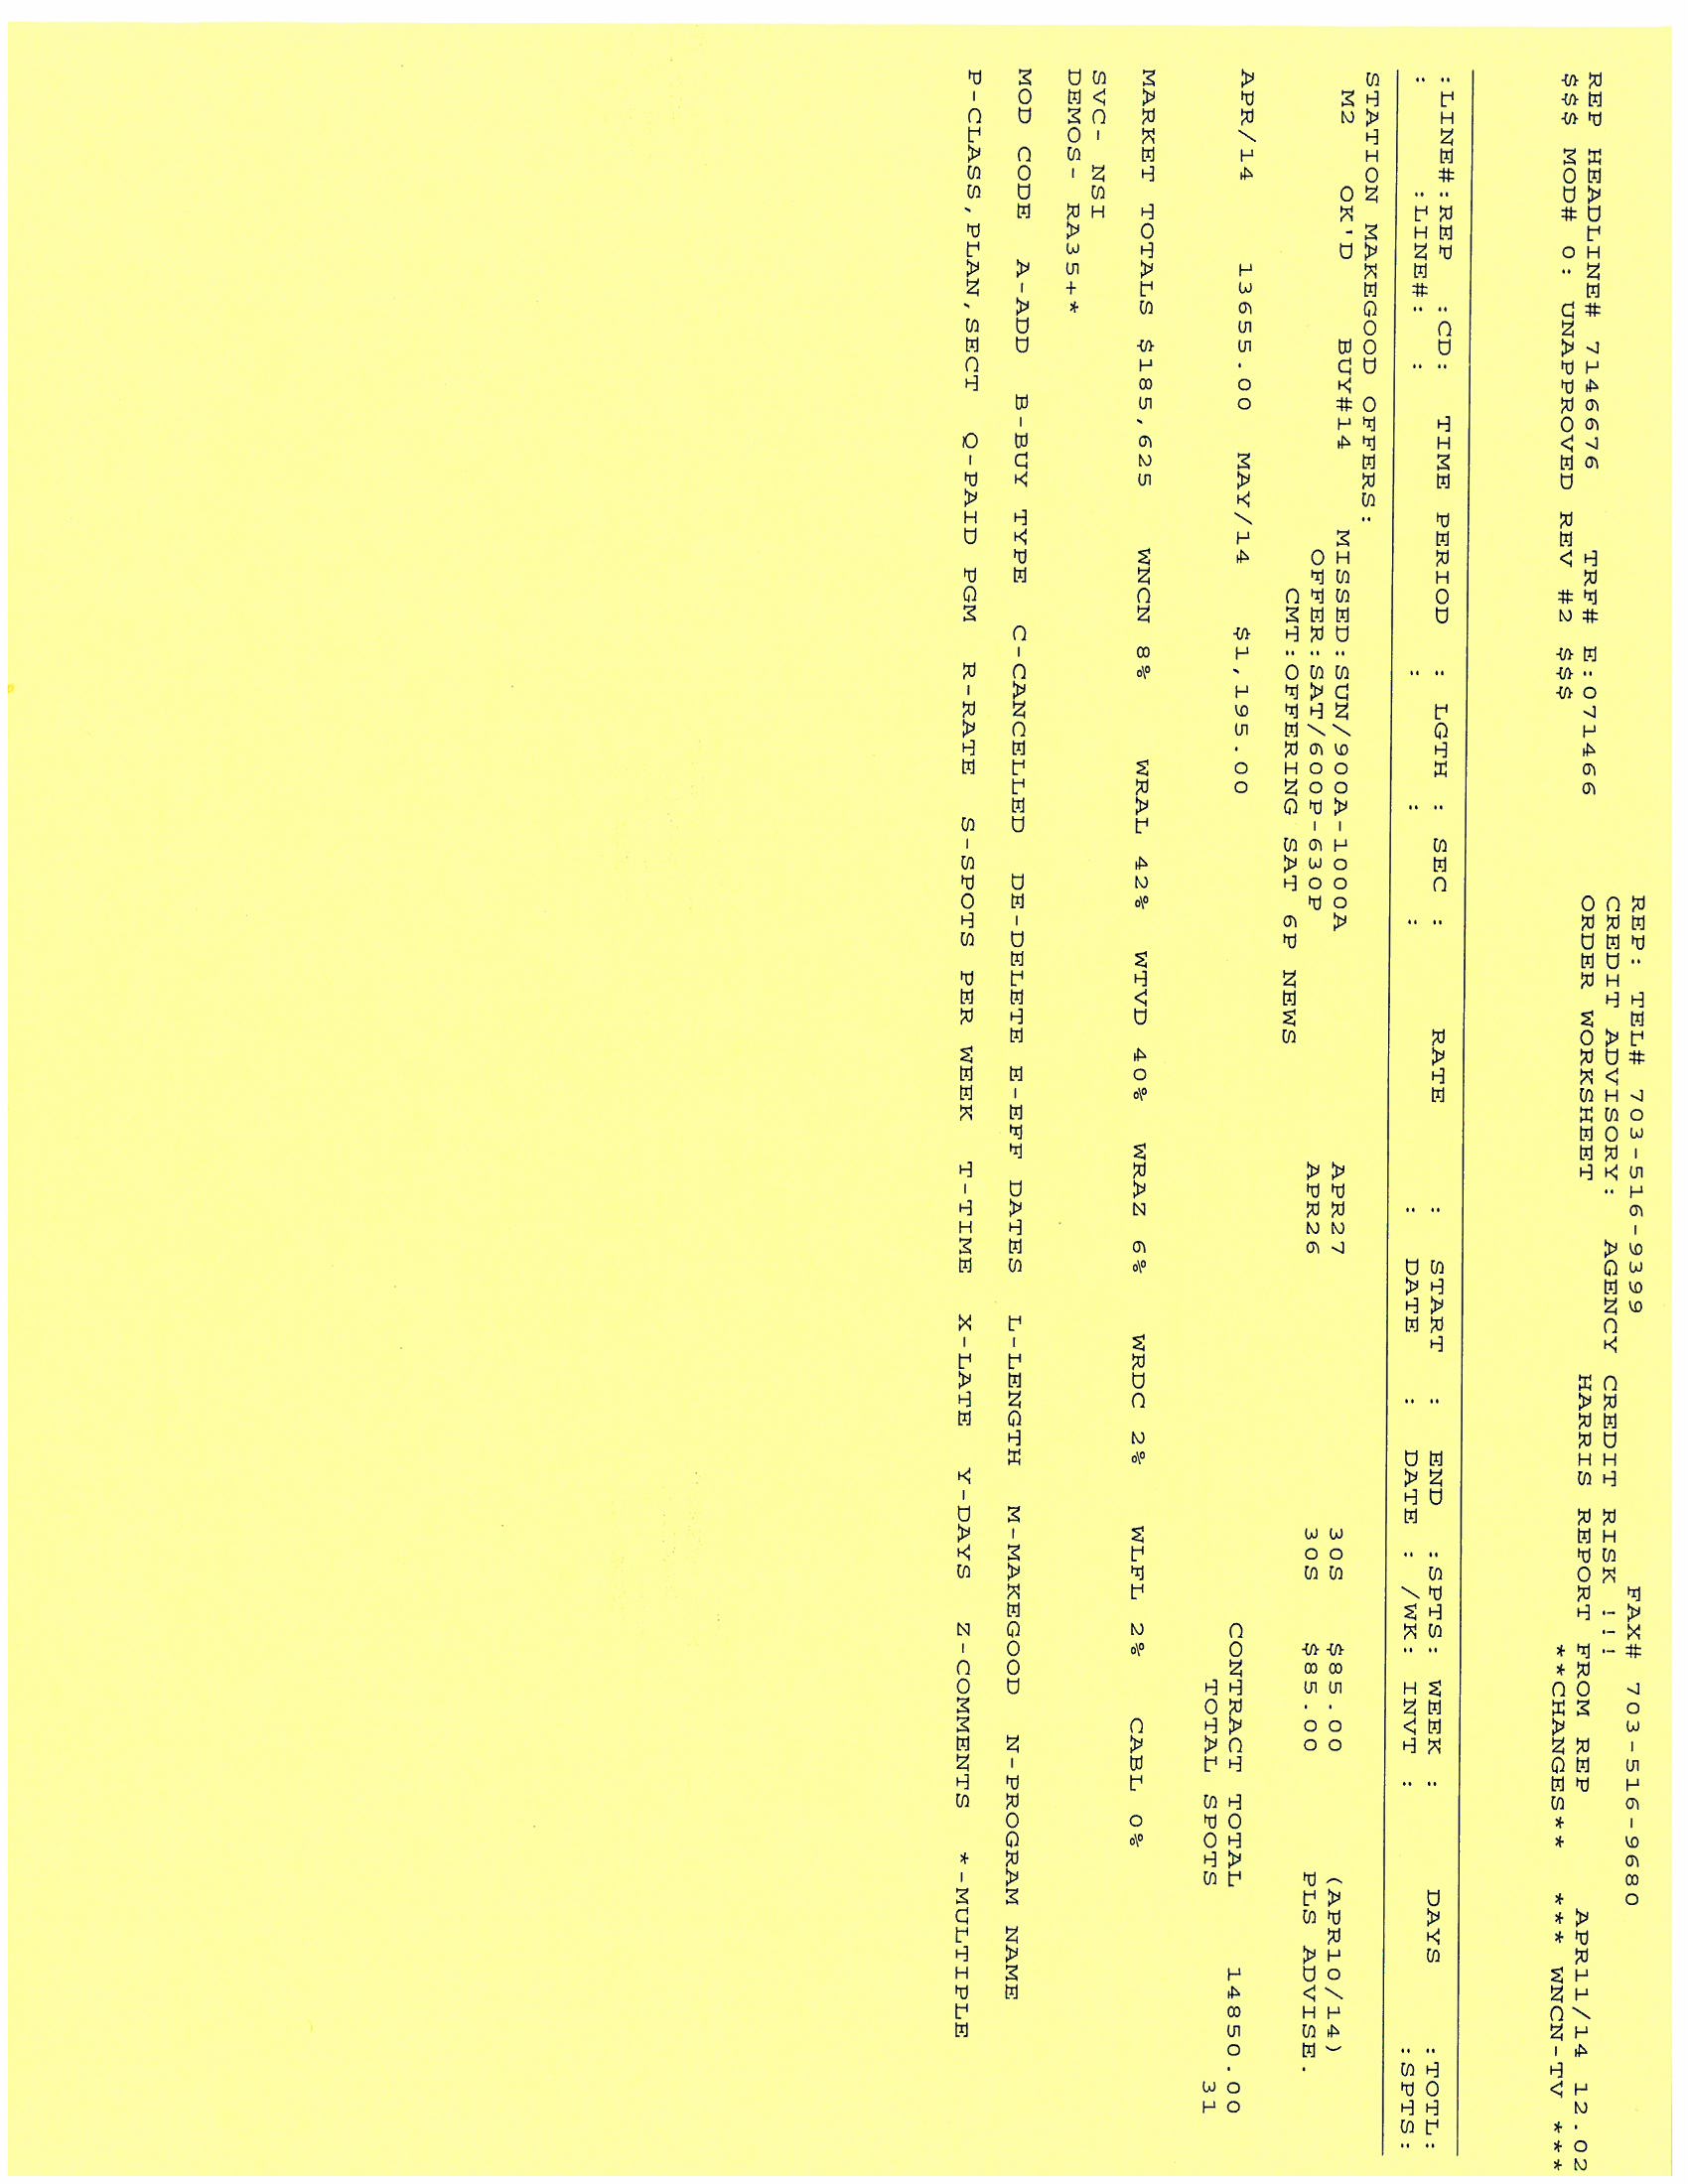 REP: TEL# 703-516-9399 FAX# 703-516-9680
CREDIT ADVISORY: AGENCY CREDIT RISK !!!
REP HEADLINE# 7146676 TRF# E:071466 ORDER WORKSHEET HARRIS REPORT FROM REP APR11/14 12.02
$$$ MOD# 0: UNAPPROVED REV #2 $$$ **CHANGES** *** WNCN-TV ***
:LINE#:REP :CD: TIME PERIOD : LGTH : SEC : RATE : START : END :SPTS: WEEK : DAYS :TOTL:
: :LINE#: : : : : : DATE : DATE : /WK: INVT : :SPTS:
STATION MAKEGOOD OFFERS:
M2 OK'D BUY#14 MISSED:SUN/900A-1000A APR27 30S $85.00 (APR10/14)
OFFER:SAT/600P-630P APR26 30S $85.00 PLS ADVISE.
CMT:OFFERING SAT 6P NEWS
APR/14 13655.00 MAY/14 $1,195.00 CONTRACT TOTAL 14850.00
TOTAL SPOTS 31
MARKET TOTALS $185,625 WNCN 8% WRAL 42% WTVD 40% WRAZ 6% WRDC 2% WLFL 2% CABL 0%
SVC- NSI
DEMOS- RA35+*
MOD CODE A-ADD B-BUY TYPE C-CANCELLED DE-DELETE E-EFF DATES L-LENGTH M-MAKEGOOD N-PROGRAM NAME
P-CLASS,PLAN,SECT Q-PAID PGM R-RATE S-SPOTS PER WEEK T-TIME X-LATE Y-DAYS Z-COMMENTS *-MULTIPLE